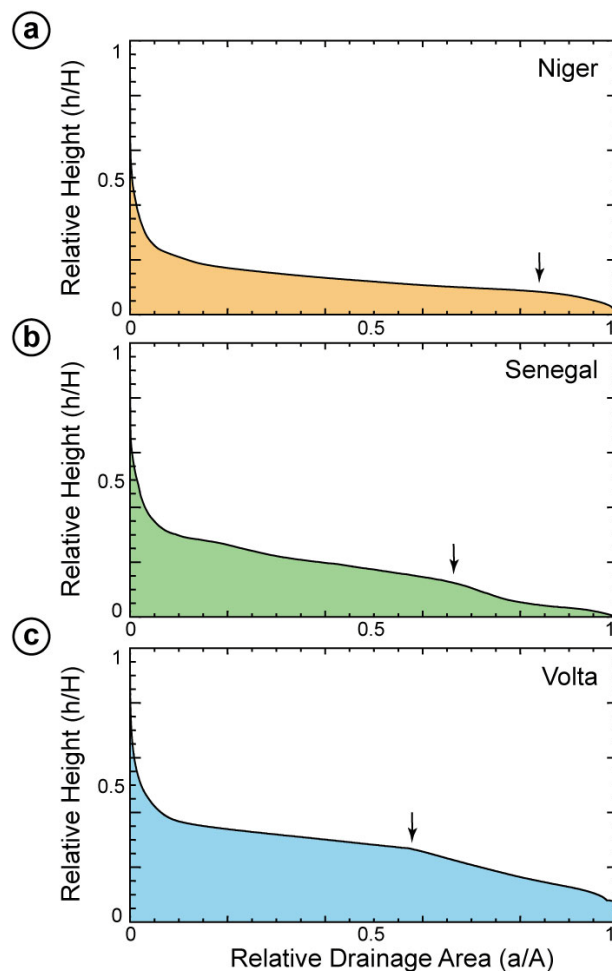 a
Relative Height (h/H)
1
0.5
0
Niger
0 0.5 1
b
Relative Height (h/H)
1
0.5
0
Senegal
0 0.5 1
c
Relative Height (h/H)
1
0.5
0
Volta
0 0.5 1
Relative Drainage Area (a/A)